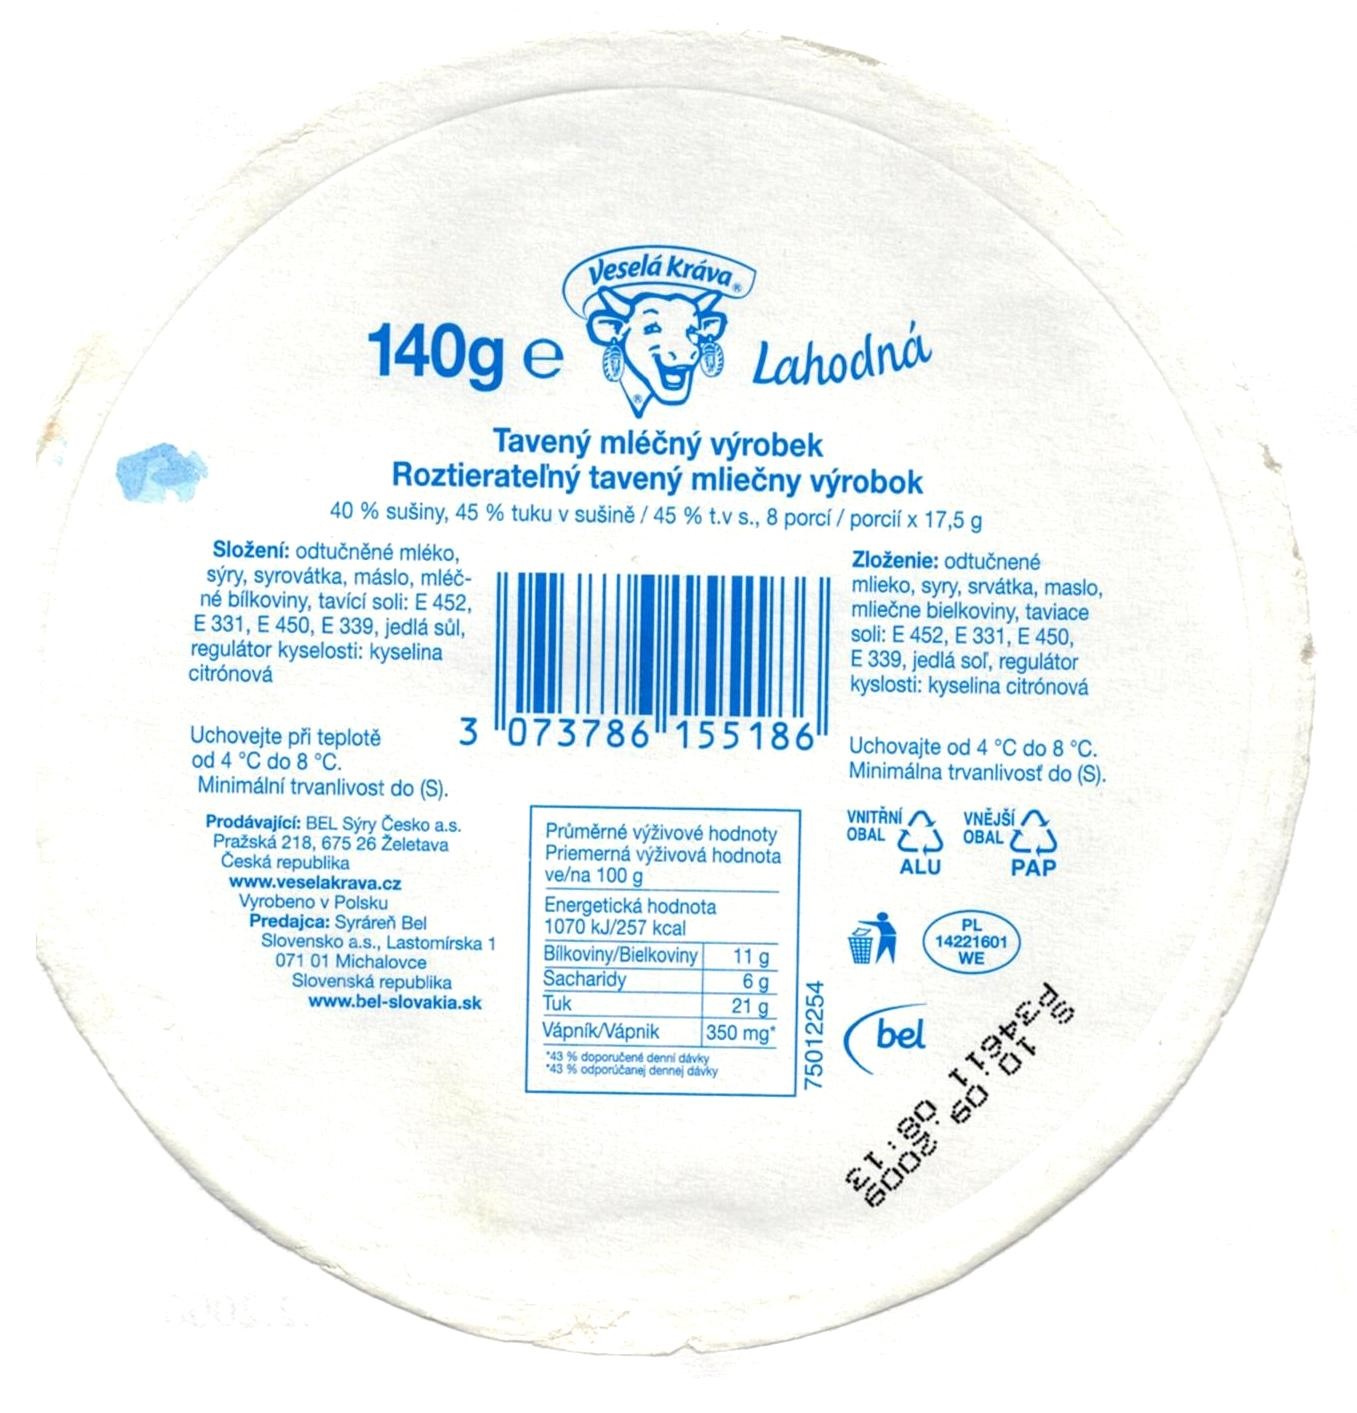 Veselá Kráva®
140g e
Lahodná
Tavený mléčný výrobek
Roztierateľný tavený mliečny výrobok
40 % sušiny, 45 % tuku v sušině / 45 % t.v s., 8 porcí / porcií x 17,5 g
Složení: odtučněné mléko,
sýry, syrovátka, máslo, mléč-
né bílkoviny, tavící soli: E 452,
E 331, E 450, E 339, jedlá sůl,
regulátor kyselosti: kyselina
citrónová
Uchovejte při teplotě
od 4 °C do 8 °C.
Minimální trvanlivost do (S).
Prodávající: BEL Sýry Česko a.s.
Pražská 218, 675 26 Želetava
Česká republika
www.veselakrava.cz
Vyrobeno v Polsku
Predajca: Syráreň Bel
Slovensko a.s., Lastomírska 1
071 01 Michalovce
Slovenská republika
www.bel-slovakia.sk
3 073786 155186
Průměrné výživové hodnoty
Priemerná výživová hodnota
ve/na 100 g
Energetická hodnota
1070 kJ/257 kcal
Bílkoviny/Bielkoviny 11 g
Sacharidy 6 g
Tuk 21 g
Vápník/Vápnik 350 mg*
*43 % doporučené denní dávky
*43 % odporúčanej dennej dávky
75012254
Zloženie: odtučnené
mlieko, syry, srvátka, maslo,
mliečne bielkoviny, taviace
soli: E 452, E 331, E 450,
E 339, jedlá soľ, regulátor
kyslosti: kyselina citrónová
Uchovajte od 4 °C do 8 °C.
Minimálna trvanlivosť do (S).
VNITŘNÍ
OBAL
ALU
VNĚJŠÍ
OBAL
PAP
PL
14221601
WE
bel
SP34611 08:13
10.09.2009